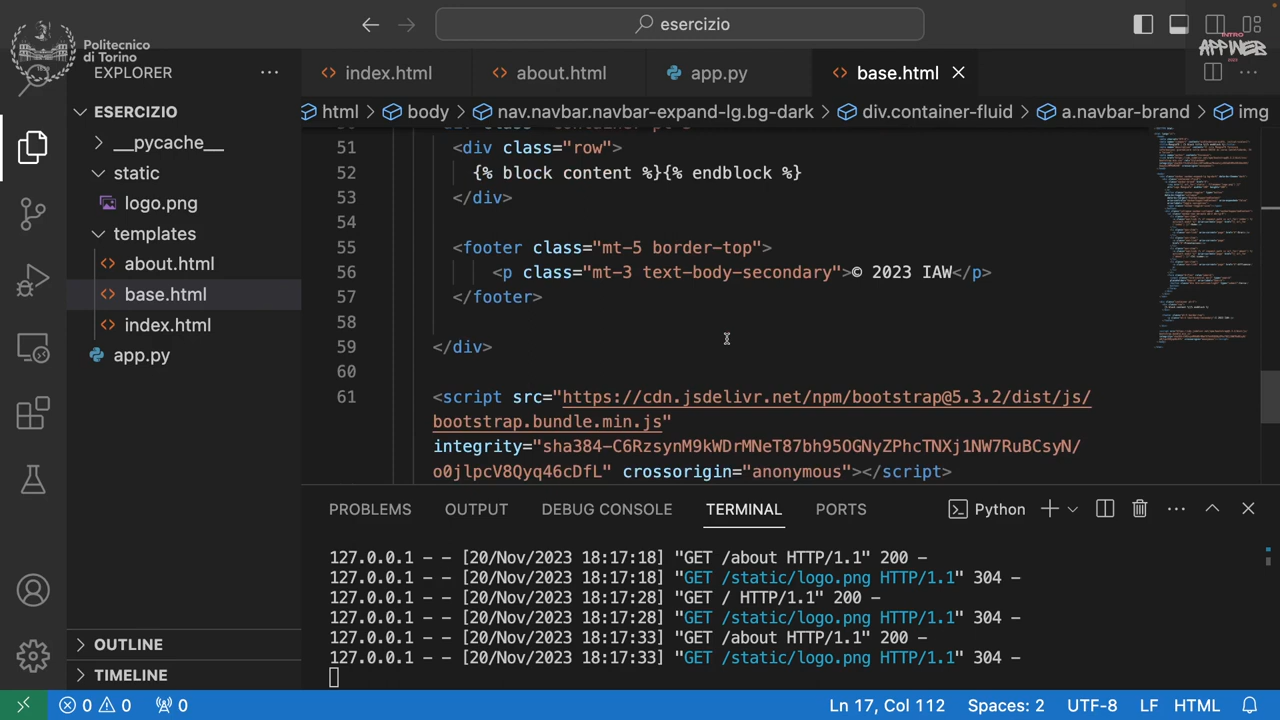 esercizio
Politecnico
di Torino
INTRO
APPIWEB
2023
EXPLORER
index.html
about.html
app.py
base.html
ESERCIZIO
html > body > nav.navbar.navbar-expand-lg.bg-dark > div.container-fluid > a.navbar-brand > img
__pycache__
static
logo.png
templates
about.html
base.html
index.html
app.py
51 <div class="row">
52 {% block content %}{% endblock %}
53 </div>
54
55 <footer class="mt-5 border-top">
56 <p class="mt-3 text-body-secondary">© 2023 IAW</p>
57 </footer>
58
59 </div>
60
61 <script src="https://cdn.jsdelivr.net/npm/bootstrap@5.3.2/dist/js/
bootstrap.bundle.min.js"
integrity="sha384-C6RzsynM9kWDrMNeT87bh95OGNyZPhcTNXj1NW7RuBCsyN/
o0jlpcV8Qyq46cDfL" crossorigin="anonymous"></script>
PROBLEMS OUTPUT DEBUG CONSOLE TERMINAL PORTS Python
127.0.0.1 - - [20/Nov/2023 18:17:18] "GET /about HTTP/1.1" 200 -
127.0.0.1 - - [20/Nov/2023 18:17:18] "GET /static/logo.png HTTP/1.1" 304 -
127.0.0.1 - - [20/Nov/2023 18:17:28] "GET / HTTP/1.1" 200 -
127.0.0.1 - - [20/Nov/2023 18:17:28] "GET /static/logo.png HTTP/1.1" 304 -
127.0.0.1 - - [20/Nov/2023 18:17:33] "GET /about HTTP/1.1" 200 -
127.0.0.1 - - [20/Nov/2023 18:17:33] "GET /static/logo.png HTTP/1.1" 304 -
OUTLINE
TIMELINE
0 0 0 Ln 17, Col 112 Spaces: 2 UTF-8 LF HTML